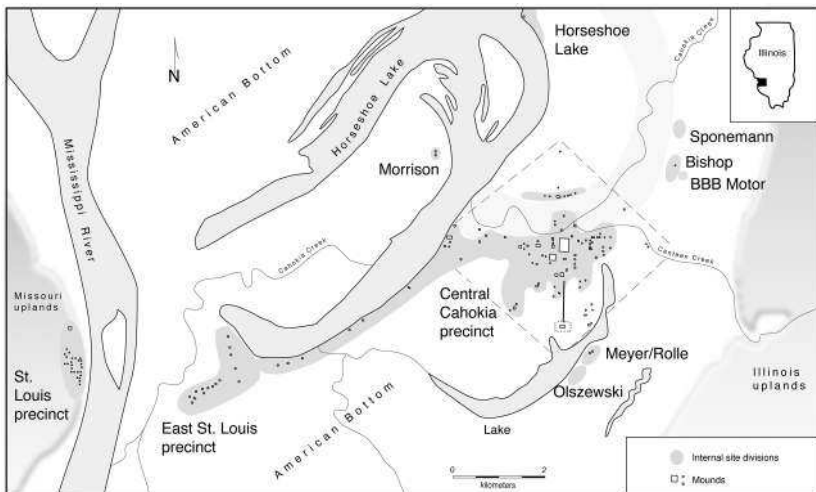 Horseshoe
Lake
Cahokia Creek
Illinois
N
American Bottom
Horseshoe Lake
Mississippi River
Morrison
Sponemann
Bishop
BBB Motor
Cahokia Creek
Canteen Creek
Missouri
uplands
Central
Cahokia
precinct
St.
Louis
precinct
Meyer/Rolle
Olszewski
Illinois
uplands
East St. Louis
precinct
American Bottom
Lake
0 2
kilometers
Internal site divisions
Mounds